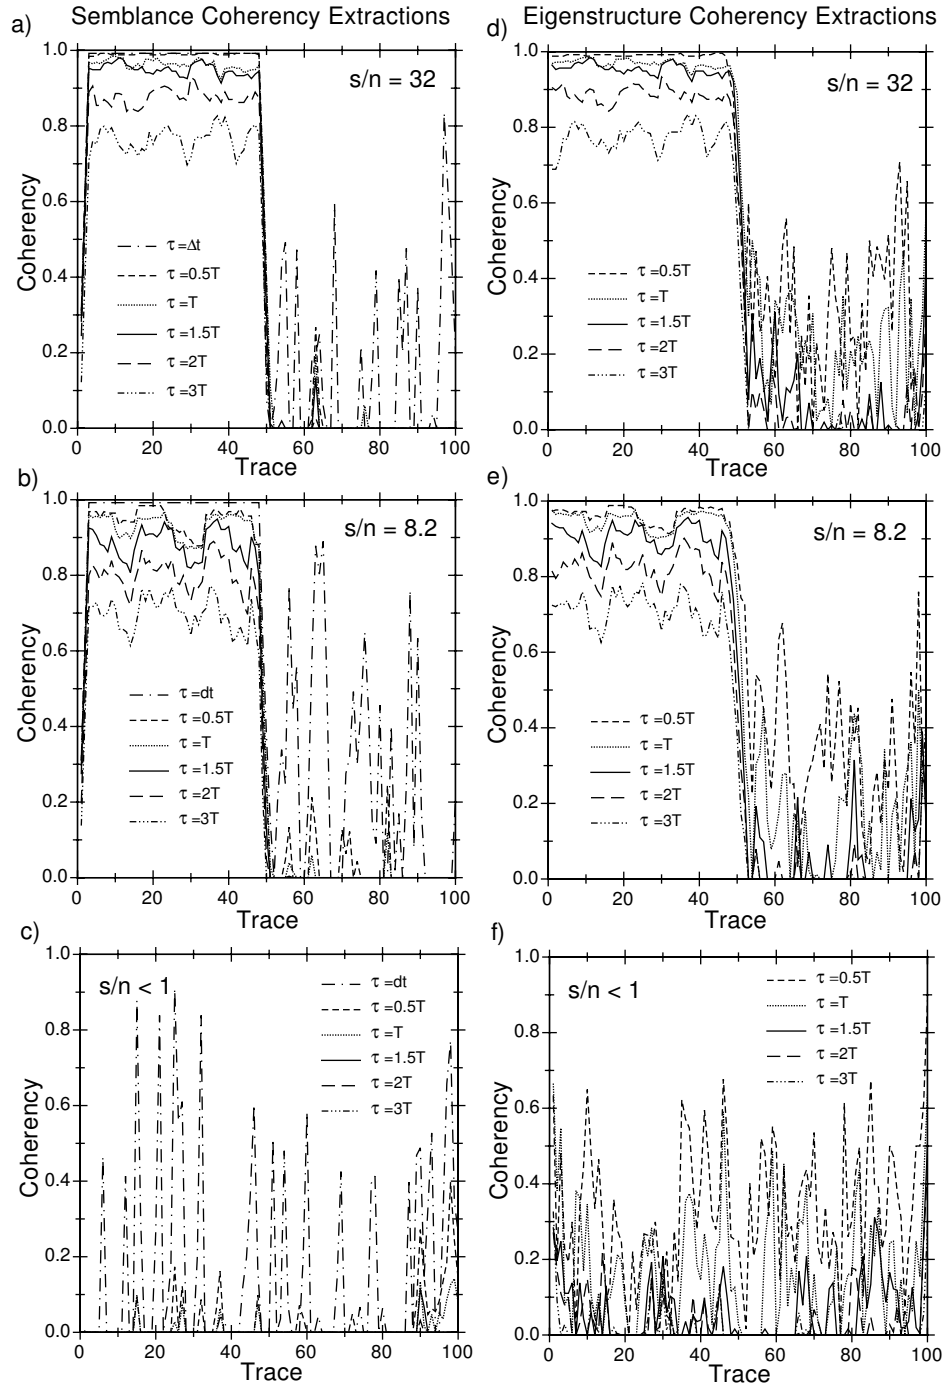 Semblance Coherency Extractions
Eigenstructure Coherency Extractions
a)
1.0
0.8
0.6
0.4
0.2
0.0
Coherency
s/n = 32
τ =Δt
τ =0.5T
τ =T
τ =1.5T
τ =2T
τ =3T
0 20 40 60 80 100
Trace
d)
1.0
0.8
0.6
0.4
0.2
0.0
Coherency
s/n = 32
τ =0.5T
τ =T
τ =1.5T
τ =2T
τ =3T
0 20 40 60 80 100
Trace
b)
1.0
0.8
0.6
0.4
0.2
0.0
Coherency
s/n = 8.2
τ =dt
τ =0.5T
τ =T
τ =1.5T
τ =2T
τ =3T
0 20 40 60 80 100
Trace
e)
1.0
0.8
0.6
0.4
0.2
0.0
Coherency
s/n = 8.2
τ =0.5T
τ =T
τ =1.5T
τ =2T
τ =3T
0 20 40 60 80 100
Trace
c)
1.0
0.8
0.6
0.4
0.2
0.0
Coherency
s/n < 1
τ =dt
τ =0.5T
τ =T
τ =1.5T
τ =2T
τ =3T
0 20 40 60 80 100
Trace
f)
1.0
0.8
0.6
0.4
0.2
0.0
Coherency
s/n < 1
τ =0.5T
τ =T
τ =1.5T
τ =2T
τ =3T
0 20 40 60 80 100
Trace